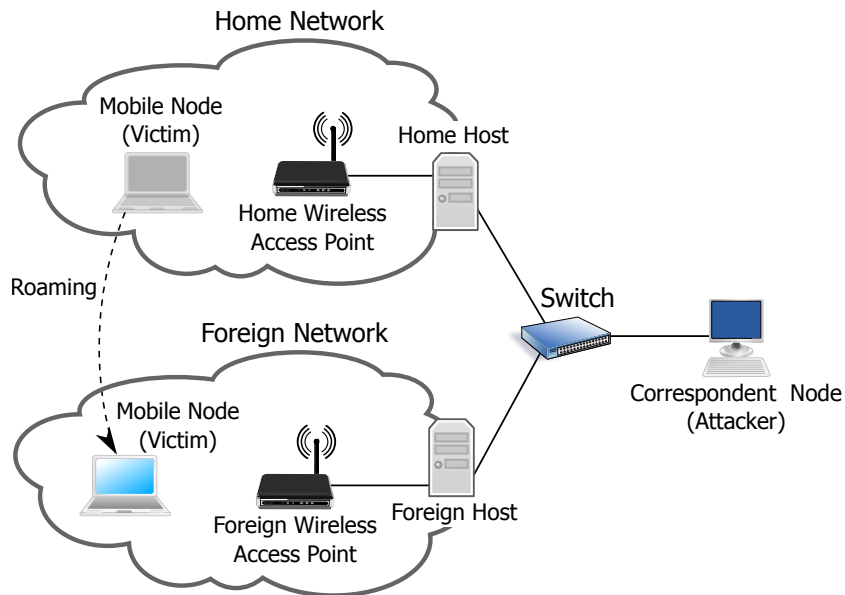 Home Network
Mobile Node
(Victim)
Home Host
Home Wireless
Access Point
Roaming
Switch
Foreign Network
Correspondent Node
(Attacker)
Mobile Node
(Victim)
Foreign Wireless
Access Point
Foreign Host